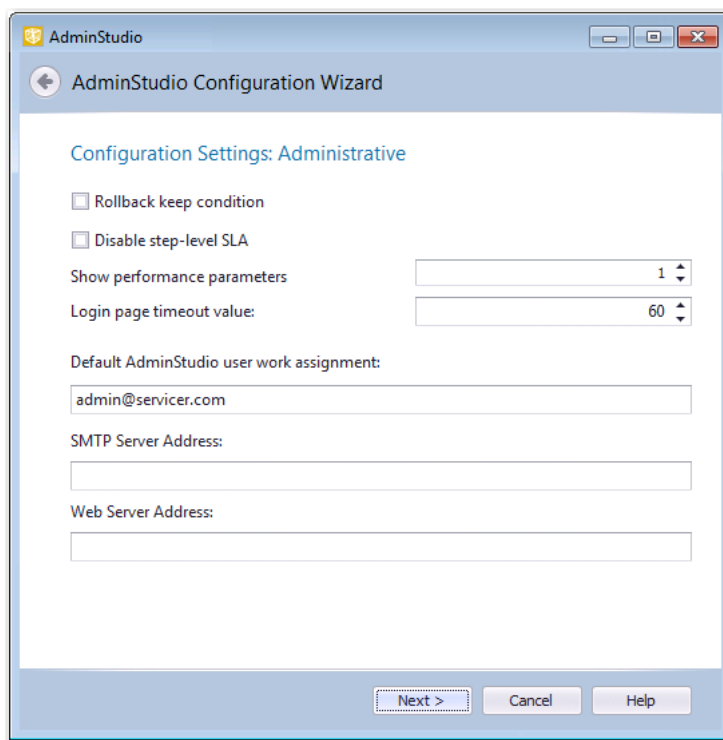 AdminStudio
AdminStudio Configuration Wizard
Configuration Settings: Administrative
Rollback keep condition
Disable step-level SLA
Show performance parameters 1
Login page timeout value: 60
Default AdminStudio user work assignment:
admin@servicer.com
SMTP Server Address:
Web Server Address:
Next > Cancel Help